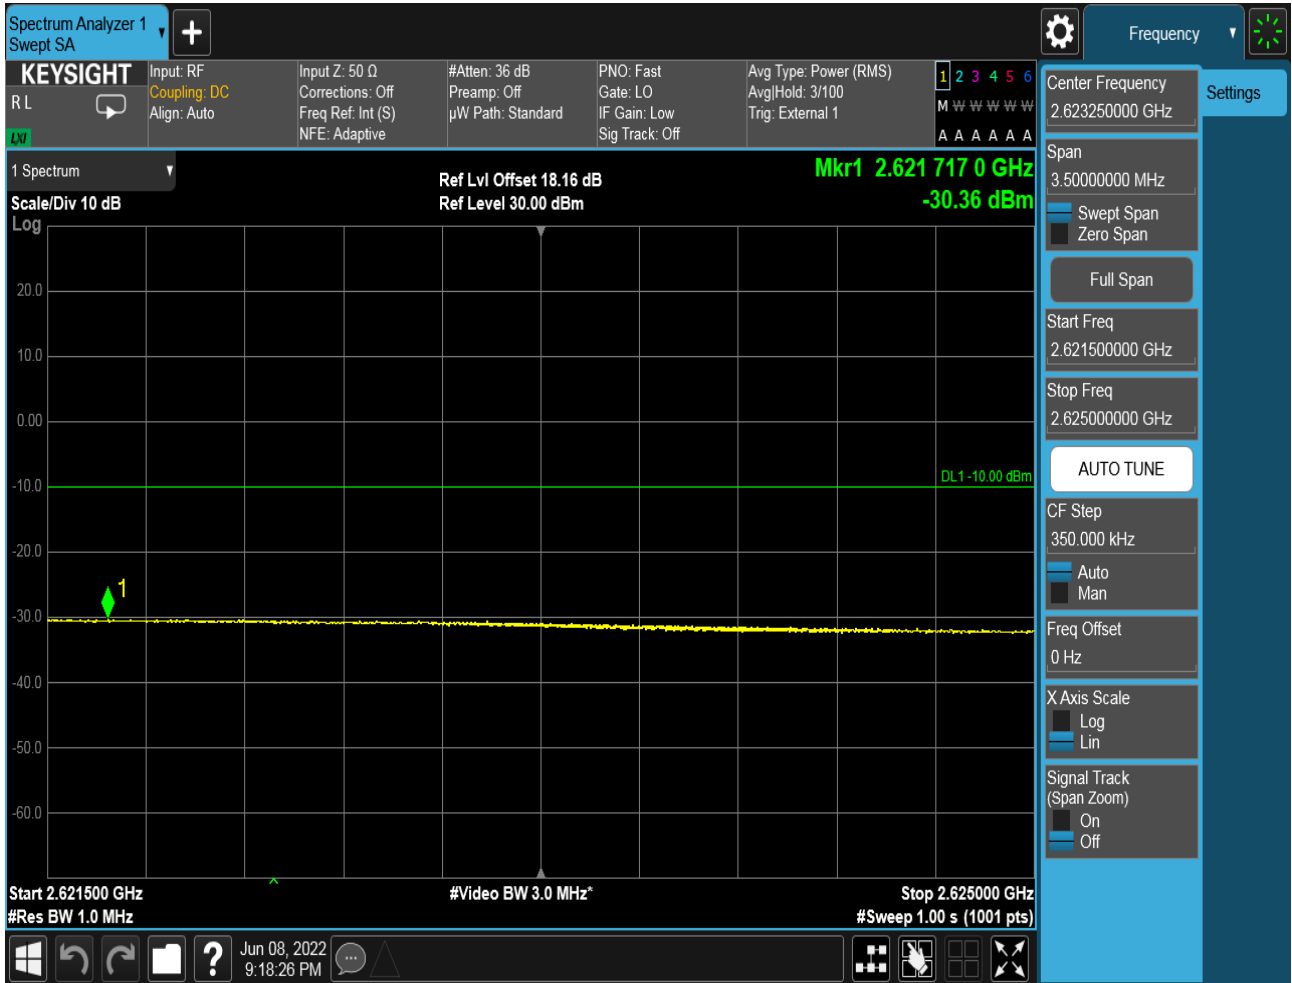 Spectrum Analyzer 1
Swept SA
Frequency
KEYSIGHT
R L
LXI
Input: RF
Coupling: DC
Align: Auto
Input Z: 50 Ω
Corrections: Off
Freq Ref: Int (S)
NFE: Adaptive
#Atten: 36 dB
Preamp: Off
µW Path: Standard
PNO: Fast
Gate: LO
IF Gain: Low
Sig Track: Off
Avg Type: Power (RMS)
Avg|Hold: 3/100
Trig: External 1
1 2 3 4 5 6
M W W W W W
A A A A A A
1 Spectrum
Scale/Div 10 dB
Log
Ref Lvl Offset 18.16 dB
Ref Level 30.00 dBm
Mkr1 2.621 717 0 GHz
-30.36 dBm
20.0
10.0
0.00
-10.0
-20.0
-30.0
-40.0
-50.0
-60.0
DL1 -10.00 dBm
1
Start 2.621500 GHz
#Res BW 1.0 MHz
#Video BW 3.0 MHz*
Stop 2.625000 GHz
#Sweep 1.00 s (1001 pts)
Jun 08, 2022
9:18:26 PM
Center Frequency
2.623250000 GHz
Span
3.50000000 MHz
Swept Span
Zero Span
Full Span
Start Freq
2.621500000 GHz
Stop Freq
2.625000000 GHz
AUTO TUNE
CF Step
350.000 kHz
Auto
Man
Freq Offset
0 Hz
X Axis Scale
Log
Lin
Signal Track
(Span Zoom)
On
Off
Settings